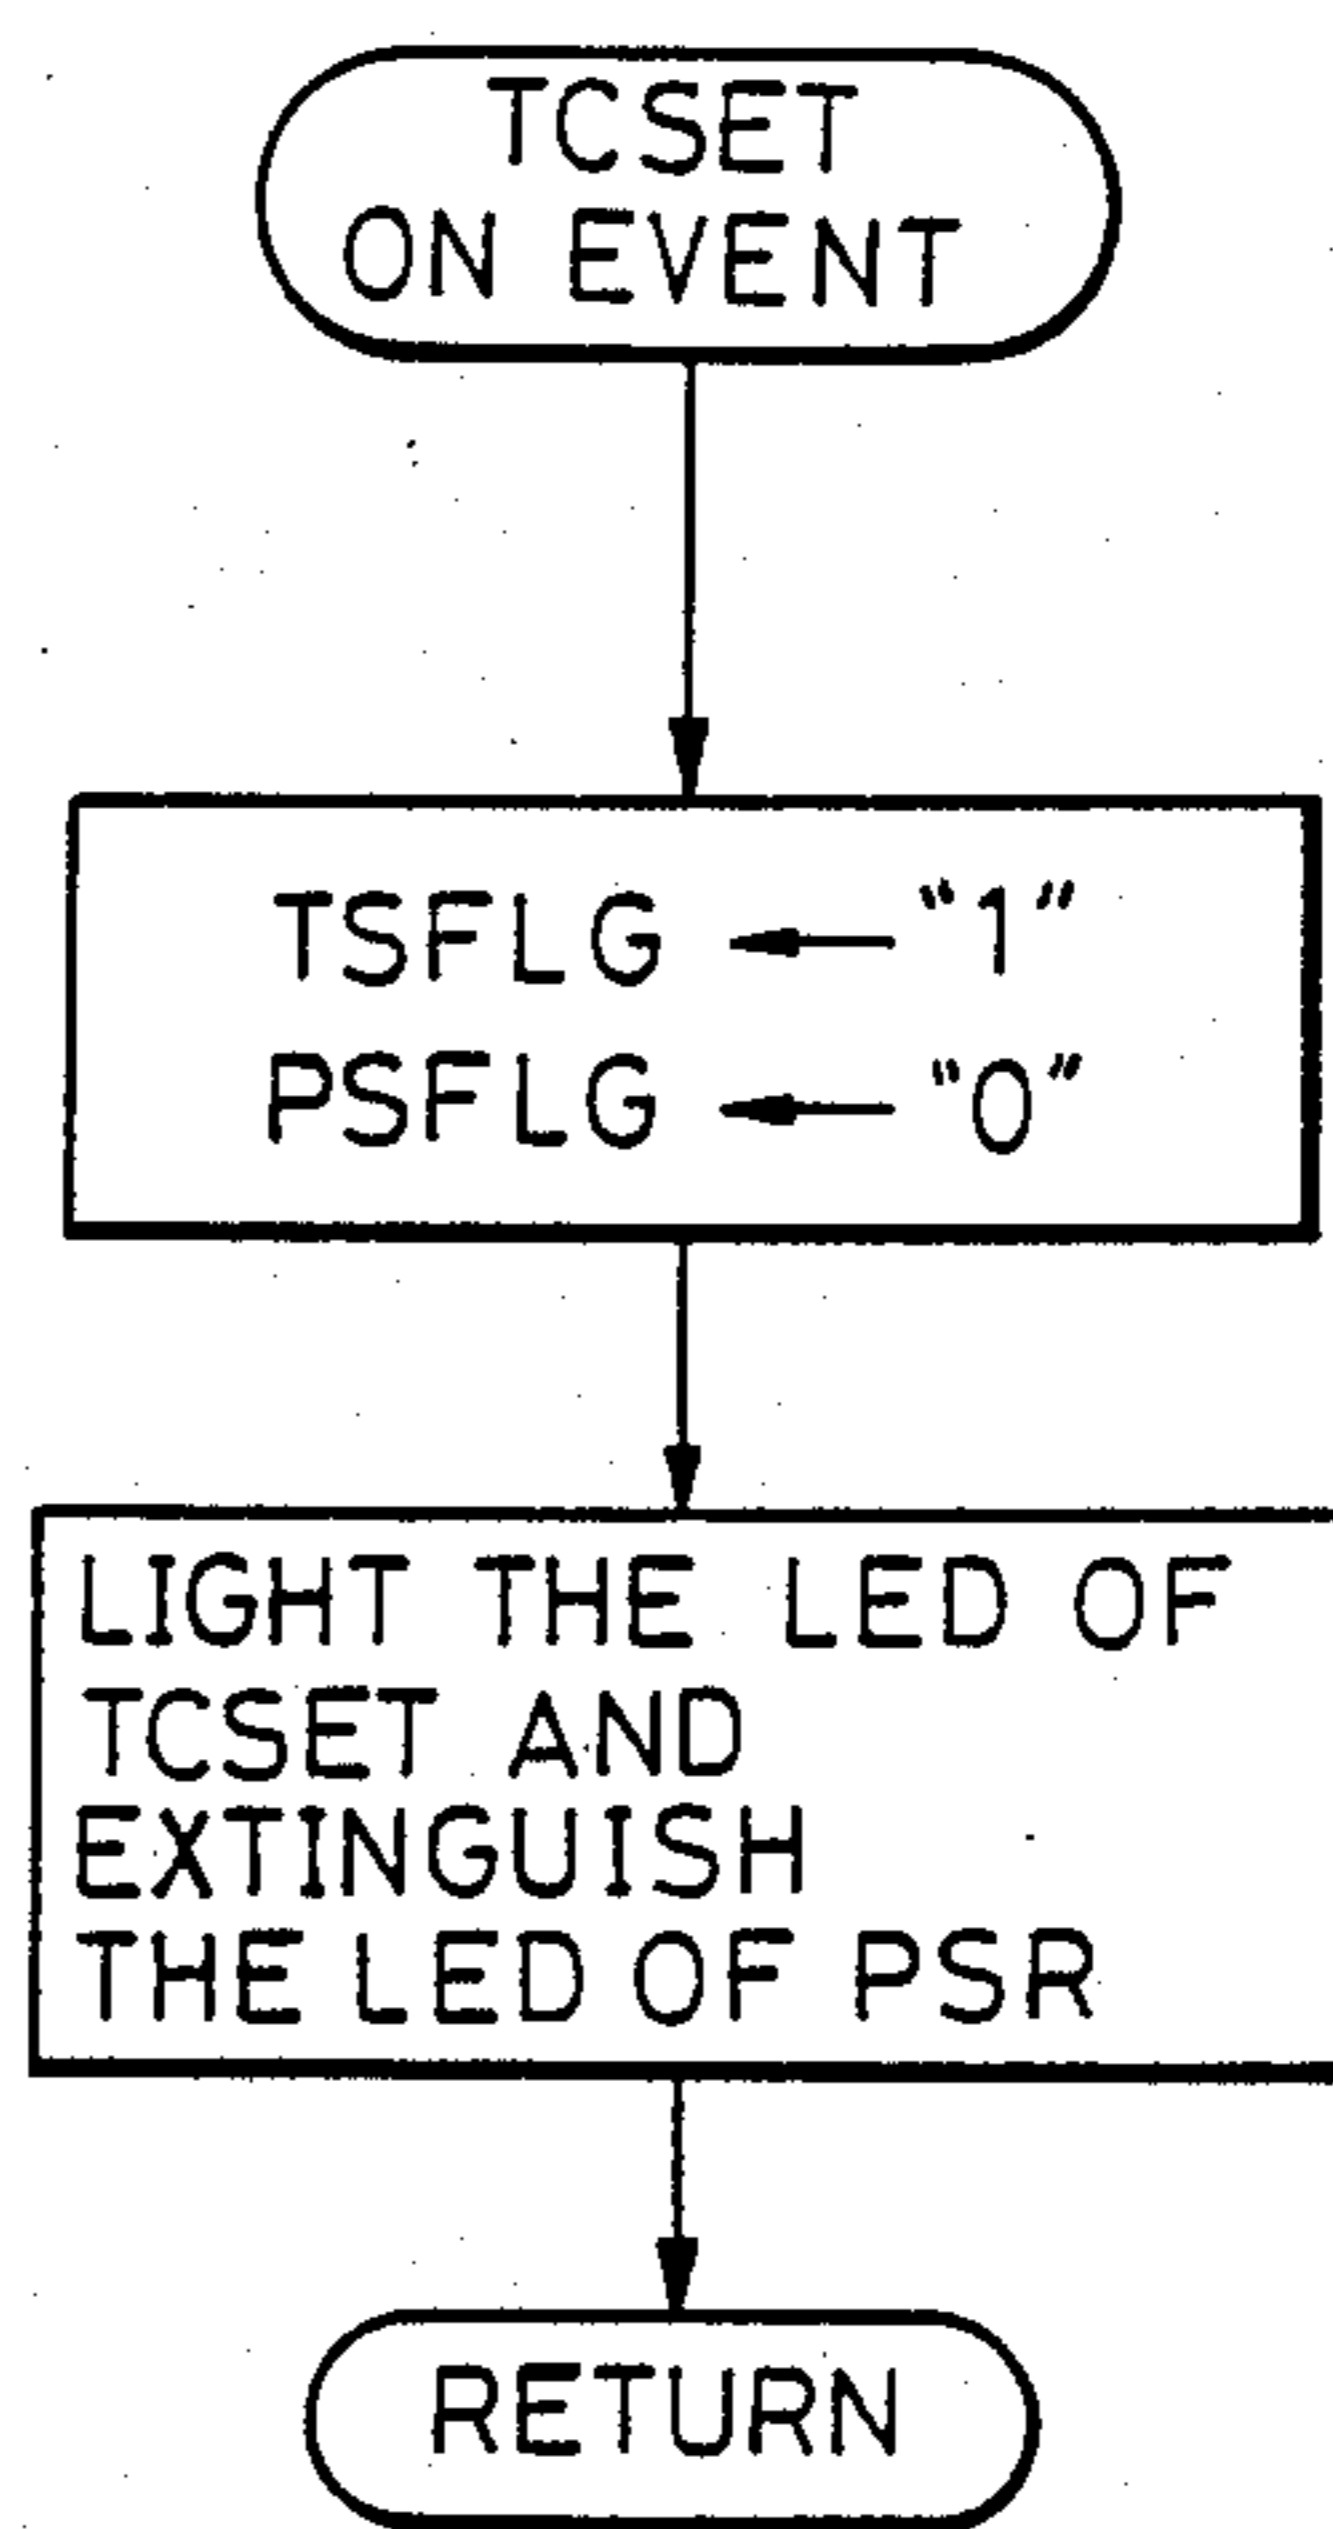 TCSET
ON EVENT
TSFLG ← "1"
PSFLG ← "0"
LIGHT THE LED OF
TCSET AND
EXTINGUISH
THE LED OF PSR
RETURN